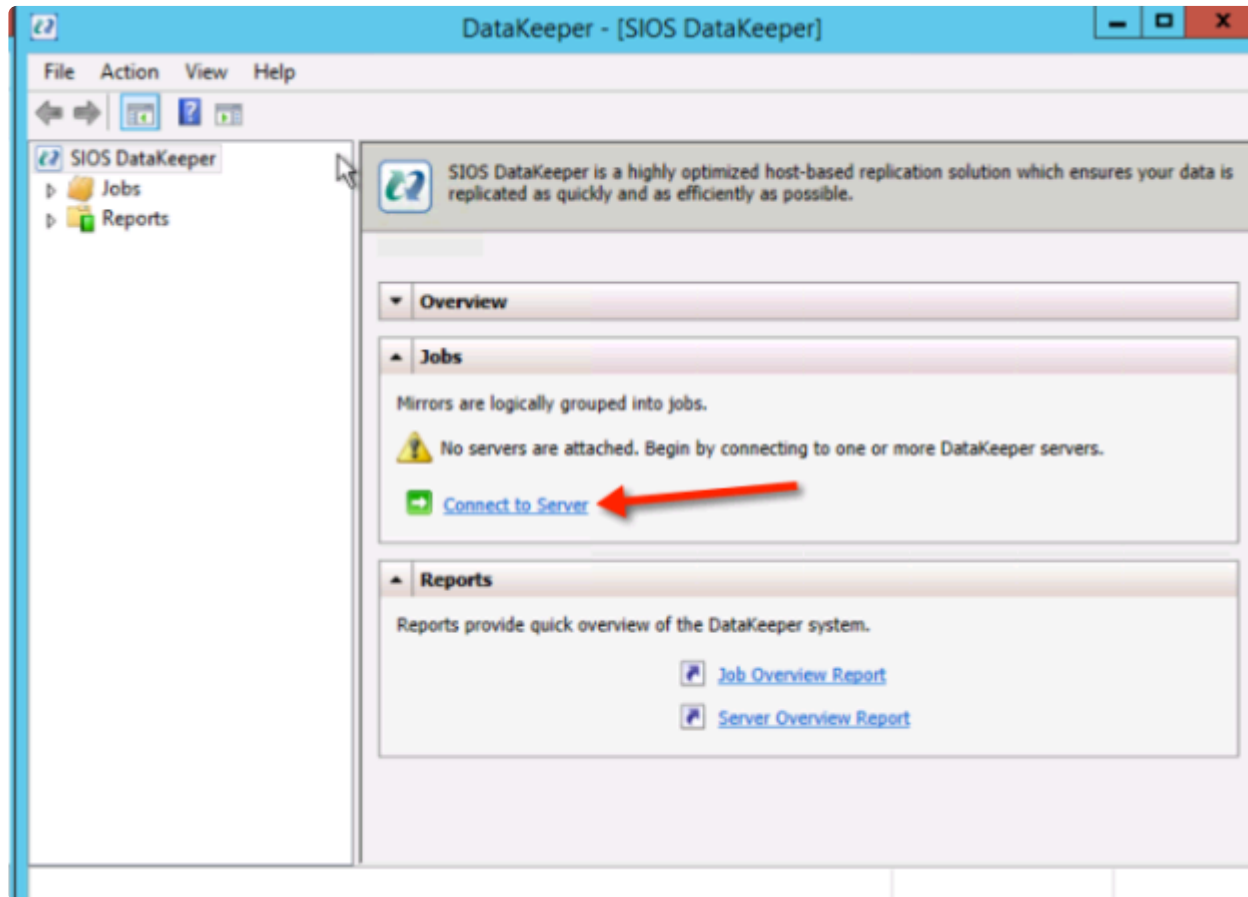 DataKeeper - [SIOS DataKeeper]
File Action View Help
SIOS DataKeeper
Jobs
Reports
SIOS DataKeeper is a highly optimized host-based replication solution which ensures your data is
replicated as quickly and as efficiently as possible.
Overview
Jobs
Mirrors are logically grouped into jobs.
No servers are attached. Begin by connecting to one or more DataKeeper servers.
Connect to Server
Reports
Reports provide quick overview of the DataKeeper system.
Job Overview Report
Server Overview Report